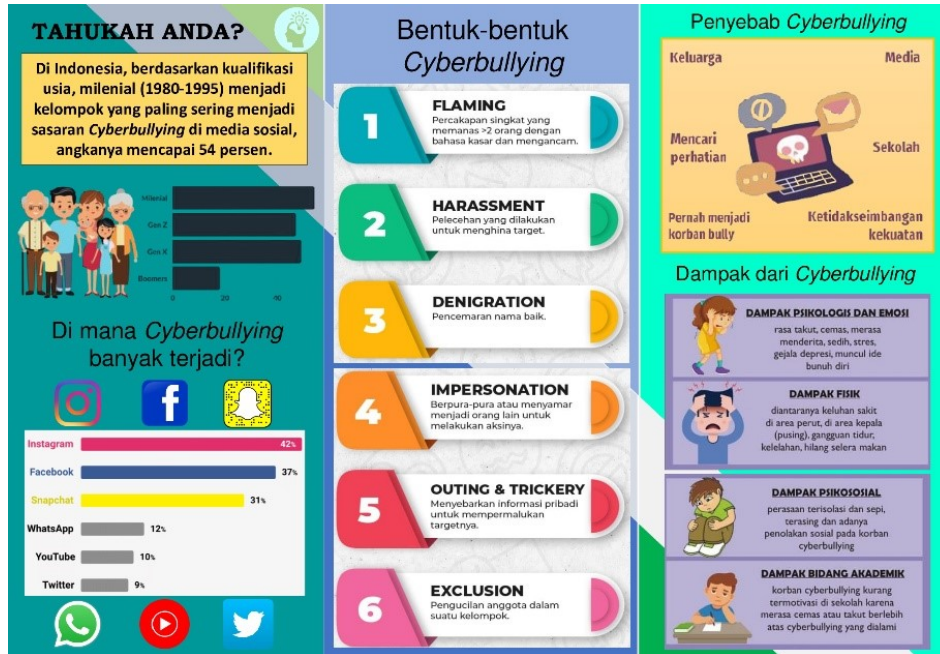 TAHUKAH ANDA?
Di Indonesia, berdasarkan kualifikasi
usia, milenial (1980-1995) menjadi
kelompok yang paling sering menjadi
sasaran Cyberbullying di media sosial,
angkanya mencapai 54 persen.
Milenial
Gen Z
Gen X
Boomers
0 20 40
Di mana Cyberbullying
banyak terjadi?
Instagram 42%
Facebook 37%
Snapchat 31%
WhatsApp 12%
YouTube 10%
Twitter 9%
Bentuk-bentuk
Cyberbullying
1
FLAMING
Percakapan singkat yang
memanas >2 orang dengan
bahasa kasar dan mengancam.
2
HARASSMENT
Pelecehan yang dilakukan
untuk menghina target.
3
DENIGRATION
Pencemaran nama baik.
4
IMPERSONATION
Berpura-pura atau menyamar
menjadi orang lain untuk
melakukan aksinya.
5
OUTING & TRICKERY
Menyebarkan informasi pribadi
untuk mempermalukan
targetnya.
6
EXCLUSION
Pengucilan anggota dalam
suatu kelompok.
Penyebab Cyberbullying
Keluarga
Media
Mencari
perhatian
Sekolah
Pernah menjadi
korban bully
Ketidakseimbangan
kekuatan
Dampak dari Cyberbullying
DAMPAK PSIKOLOGIS DAN EMOSI
rasa takut, cemas, merasa
menderita, sedih, stres,
gejala depresi, muncul ide
bunuh diri
DAMPAK FISIK
diantaranya keluhan sakit
di area perut, di area kepala
(pusing), gangguan tidur,
kelelahan, hilang selera makan
DAMPAK PSIKOSOSIAL
perasaan terisolasi dan sepi,
terasing dan adanya
penolakan sosial pada korban
cyberbullying
DAMPAK BIDANG AKADEMIK
korban cyberbullying kurang
termotivasi di sekolah karena
merasa cemas atau takut berlebih
atas cyberbullying yang dialami